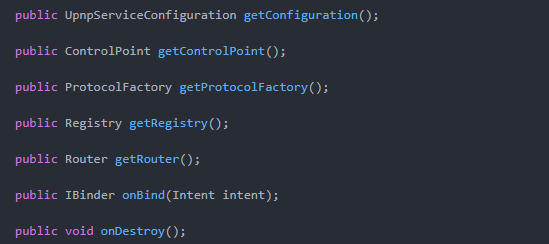 public UpnpServiceConfiguration getConfiguration();
public ControlPoint getControlPoint();
public ProtocolFactory getProtocolFactory();
public Registry getRegistry();
public Router getRouter();
public IBinder onBind(Intent intent);
public void onDestroy();